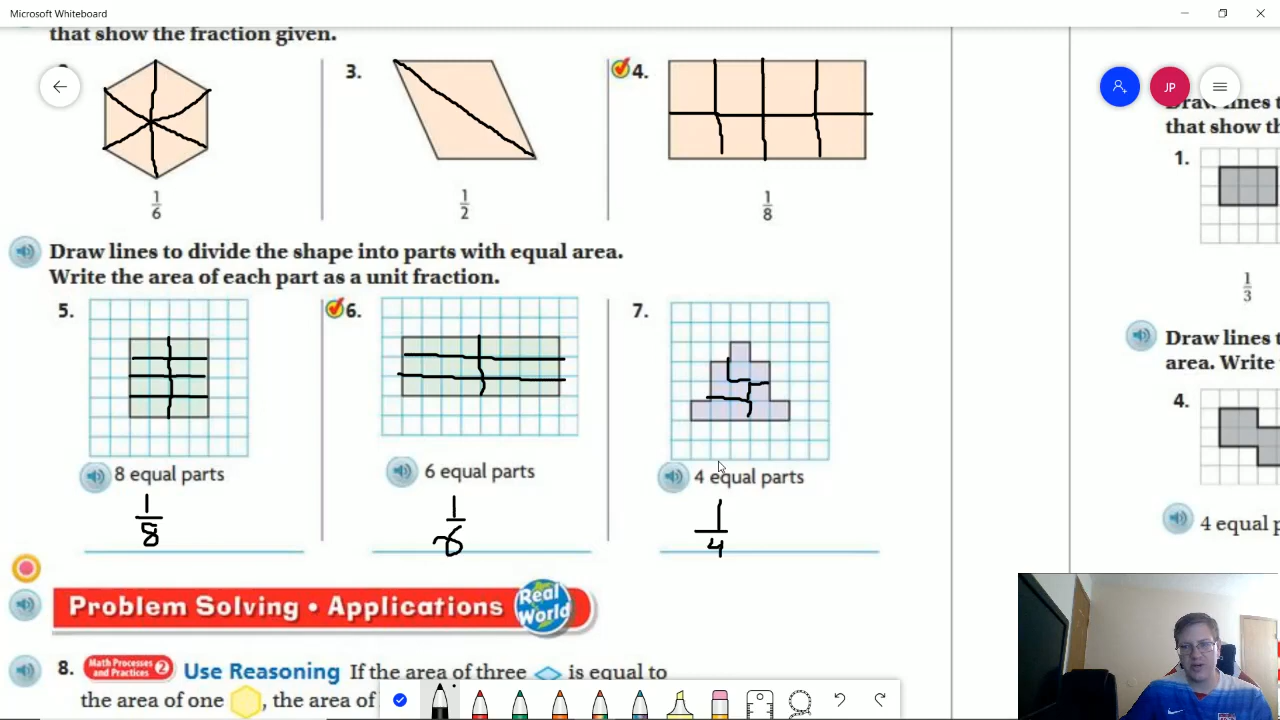 Microsoft Whiteboard
that show the fraction given.
3.
4.
1/6
1/2
1/8
Draw lines to divide the shape into parts with equal area.
Write the area of each part as a unit fraction.
5.
6.
7.
8 equal parts
6 equal parts
4 equal parts
1/8
1/6
1/4
Problem Solving • Applications
Real World
8.
Math Processes and Practices 2
Use Reasoning If the area of three is equal to
the area of one , the area of
JP
Draw lines t
that show th
1.
1/3
Draw lines t
area. Write
4.
4 equal p